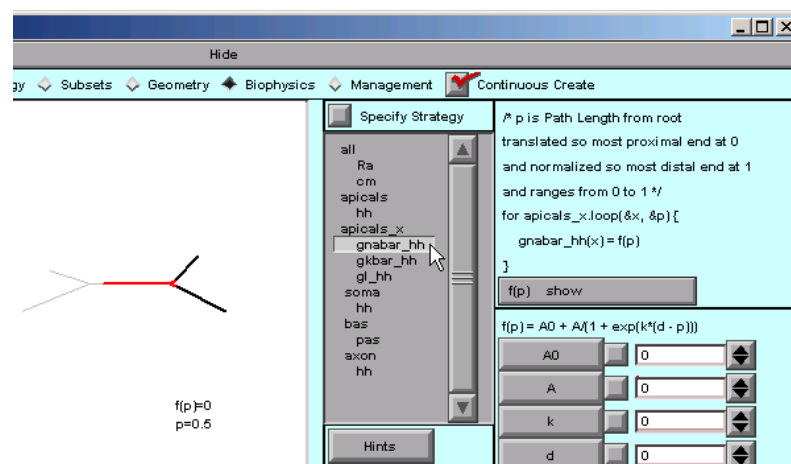 Hide
gy Subsets Geometry Biophysics Management Continuous Create
Specify Strategy
all
Ra
cm
apicals
hh
apicals_x
gnabar_hh
gkbar_hh
gl_hh
soma
hh
bas
pas
axon
hh
Hints
f(p)=0
p=0.5
/* p is Path Length from root
translated so most proximal end at 0
and normalized so most distal end at 1
and ranges from 0 to 1 */
for apicals_x.loop(&x, &p) {
gnabar_hh(x) = f(p)
}
f(p) show
f(p) = A0 + A/(1 + exp(k*(d - p)))
A0 0
A 0
k 0
d 0